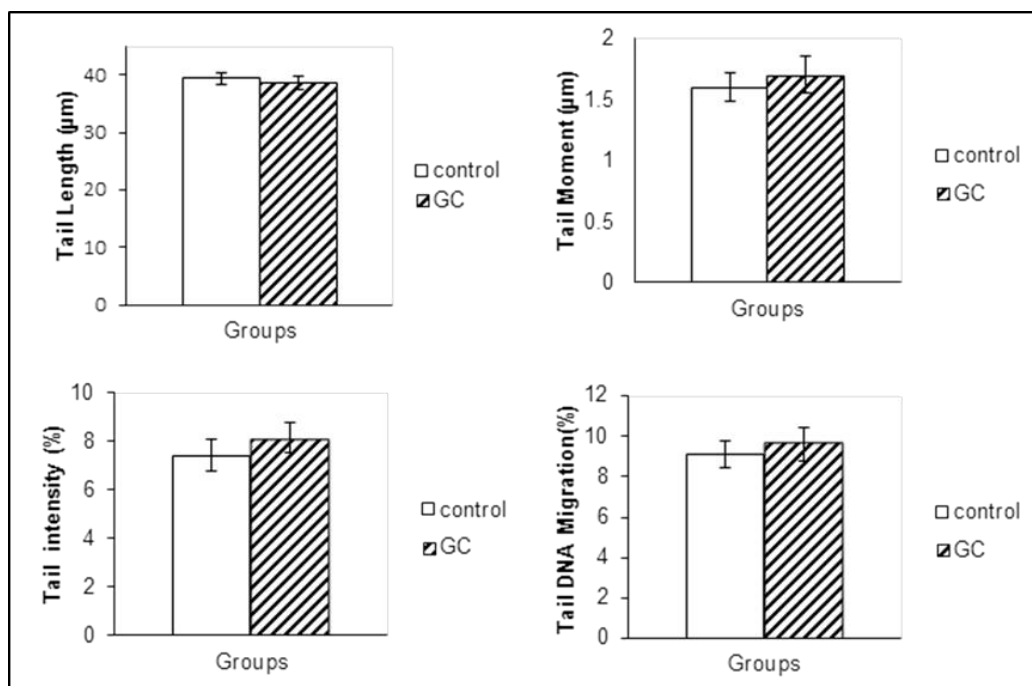 Tail Length (µm)
40
30
20
10
0
Groups
control
GC
Tail Moment (µm)
2
1.5
1
0.5
0
Groups
control
GC
Tail intensity (%)
10
8
6
4
2
0
Groups
control
GC
Tail DNA Migration(%)
12
10
8
6
4
2
0
Groups
control
GC